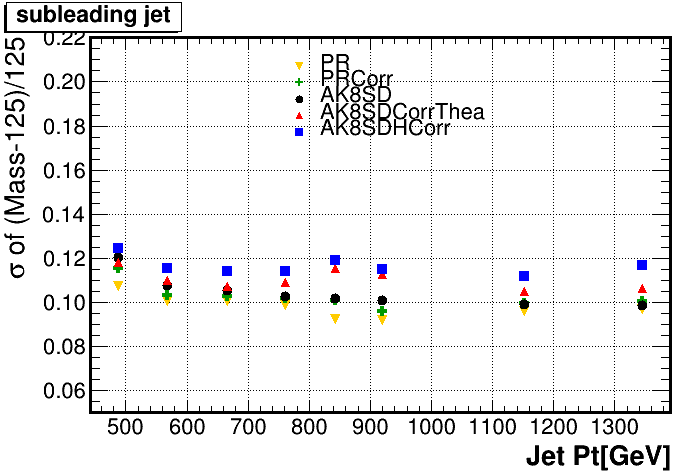 subleading jet
σ of (Mass-125)/125
0.22
0.20
0.18
0.16
0.14
0.12
0.10
0.08
0.06
PR
PRCorr
AK8SD
AK8SDCorrThea
AK8SDHCorr
500 600 700 800 900 1000 1100 1200 1300
Jet Pt[GeV]